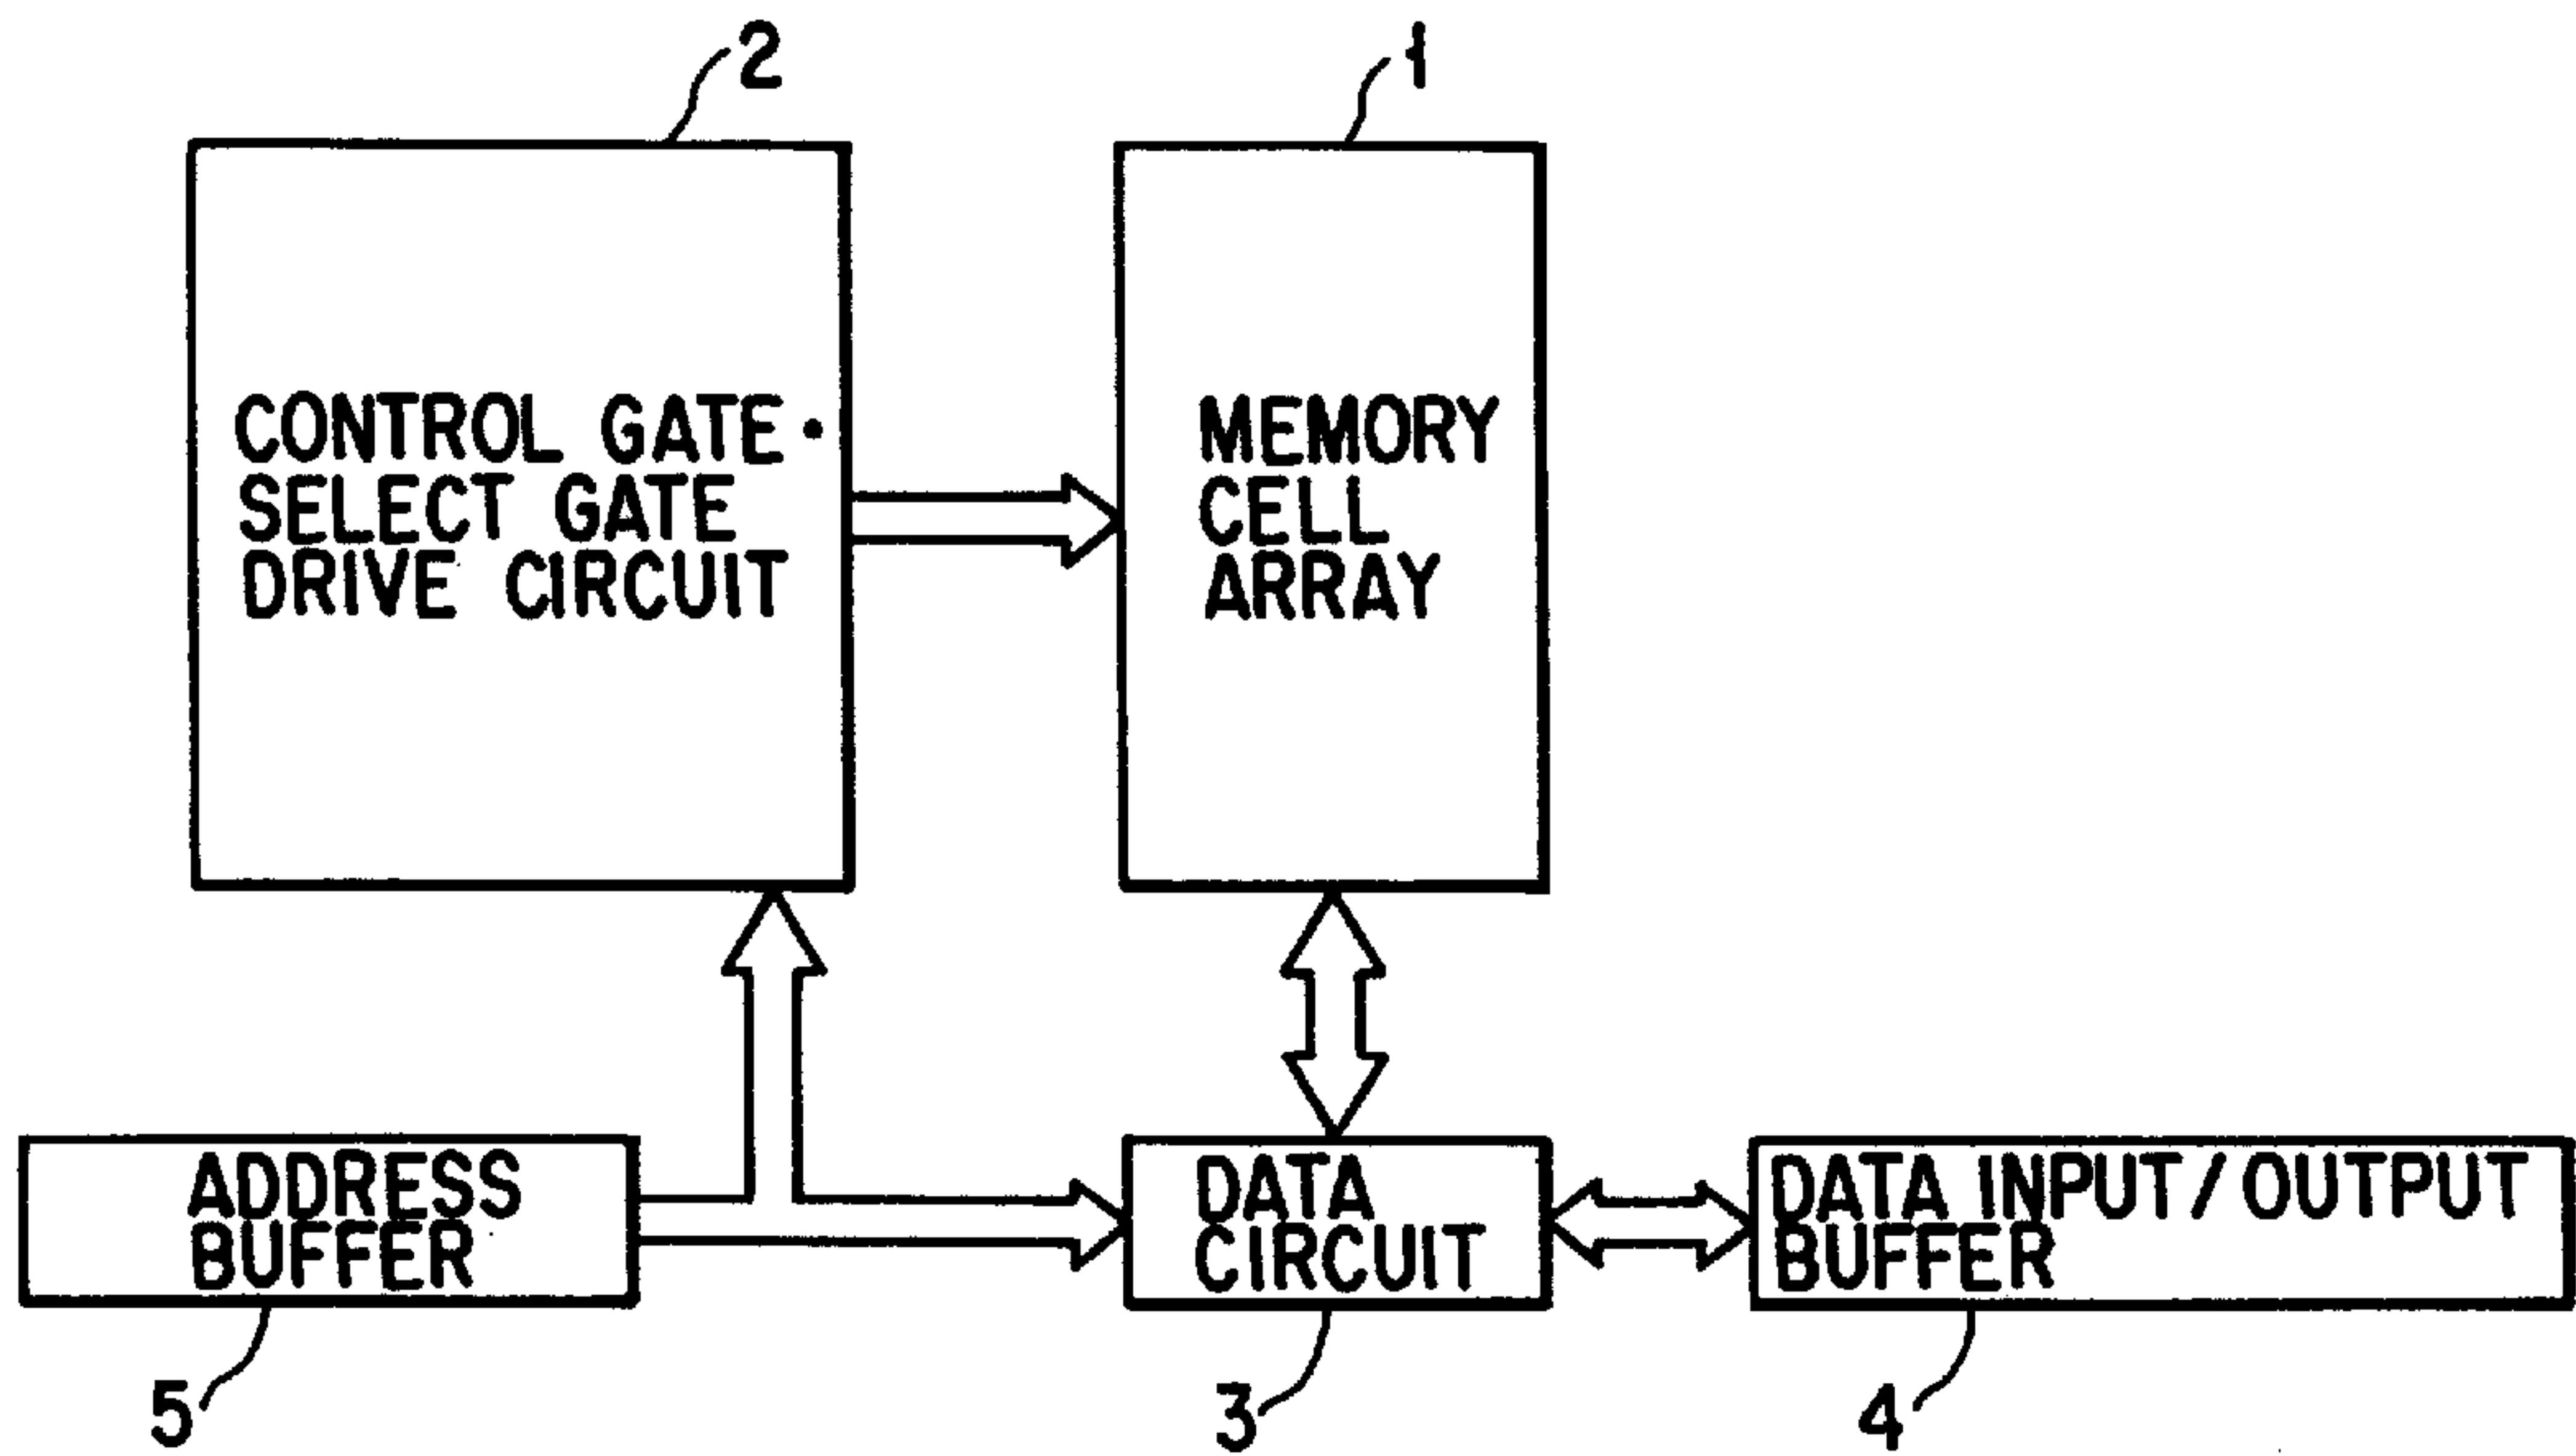 2
1
CONTROL GATE·
SELECT GATE
DRIVE CIRCUIT
MEMORY
CELL
ARRAY
ADDRESS
BUFFER
DATA
CIRCUIT
DATA INPUT/OUTPUT
BUFFER
5
3
4